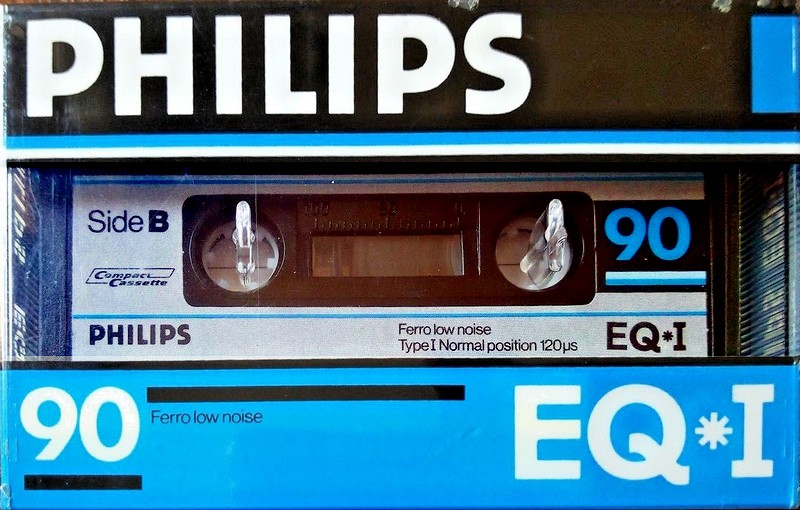 PHILIPS
Side B
90
Compact
Cassette
PHILIPS
Ferro low noise
Type I Normal position 120µs
EQ*I
90
Ferro low noise
EQ*I